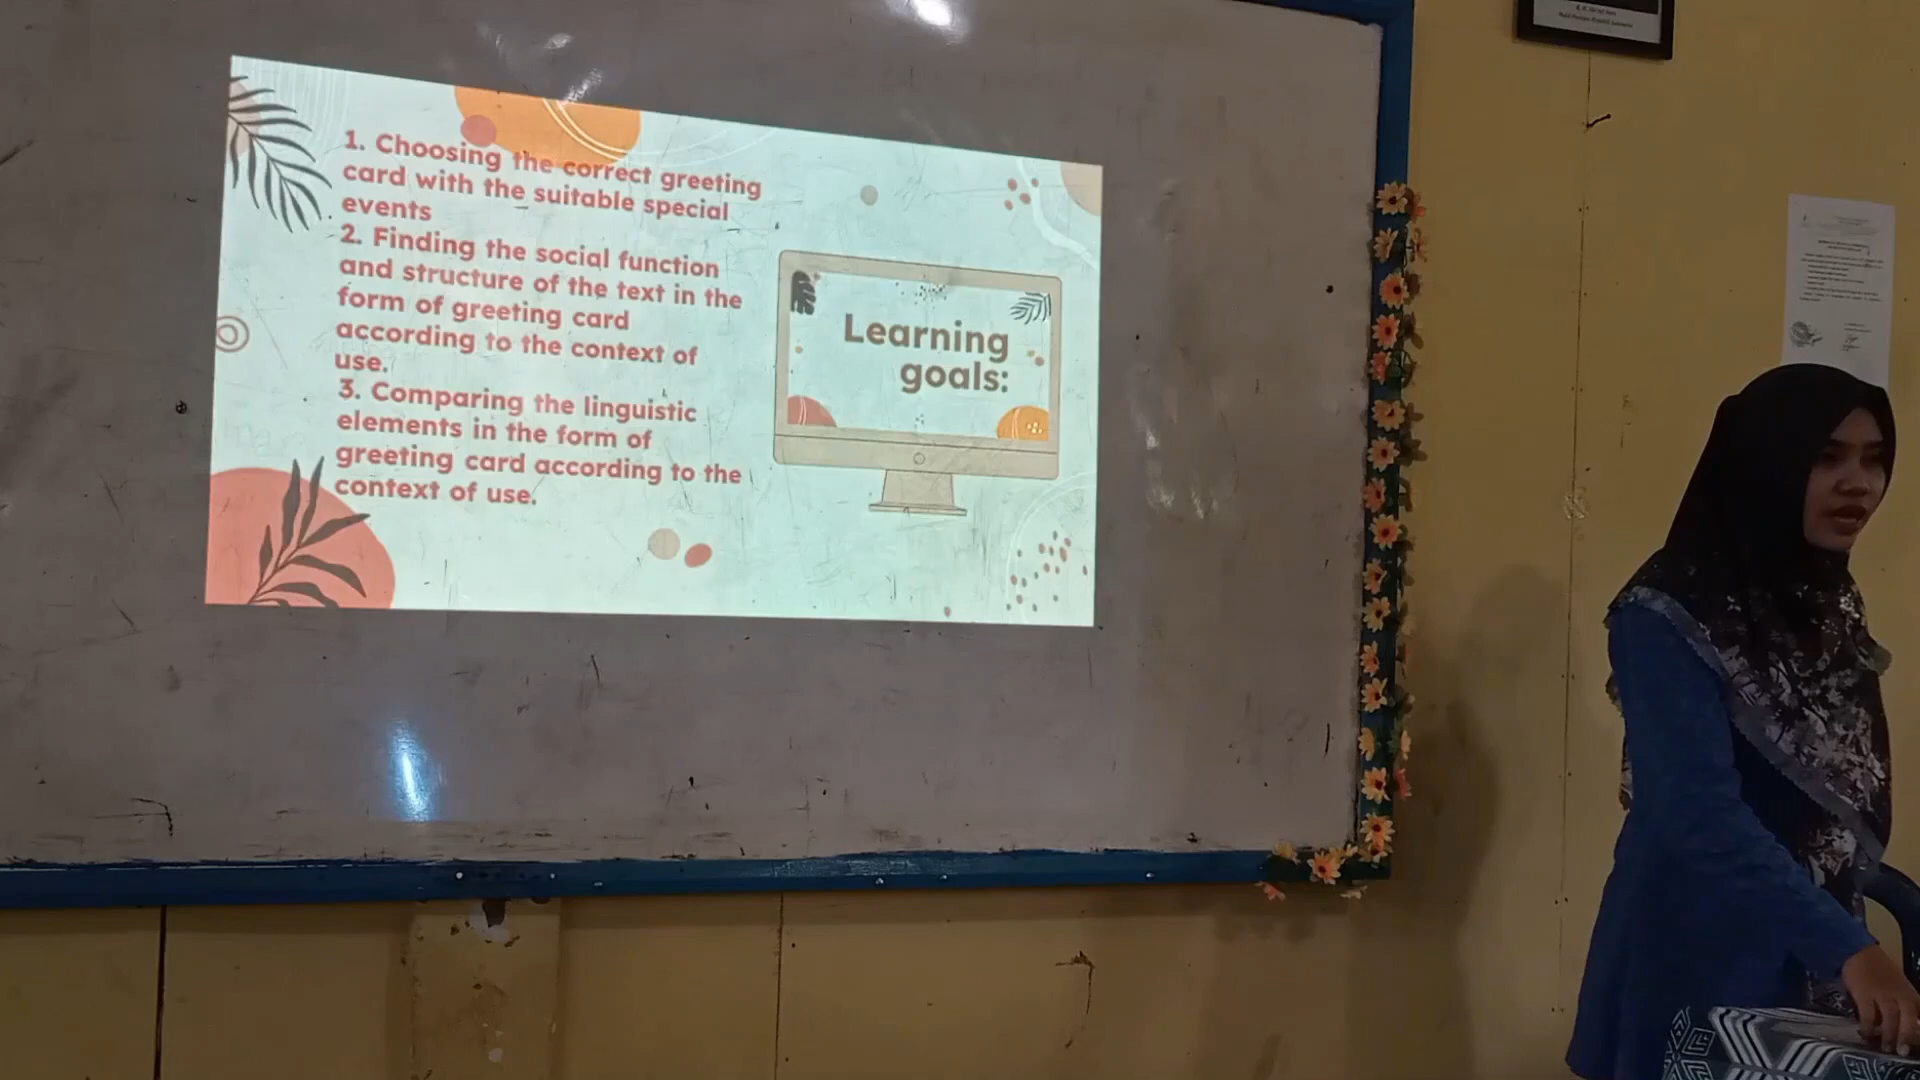 1. Choosing the correct greeting
card with the suitable special
events
2. Finding the social function
and structure of the text in the
form of greeting card
according to the context of
use.
3. Comparing the linguistic
elements in the form of
greeting card according to the
context of use.
Learning
goals: